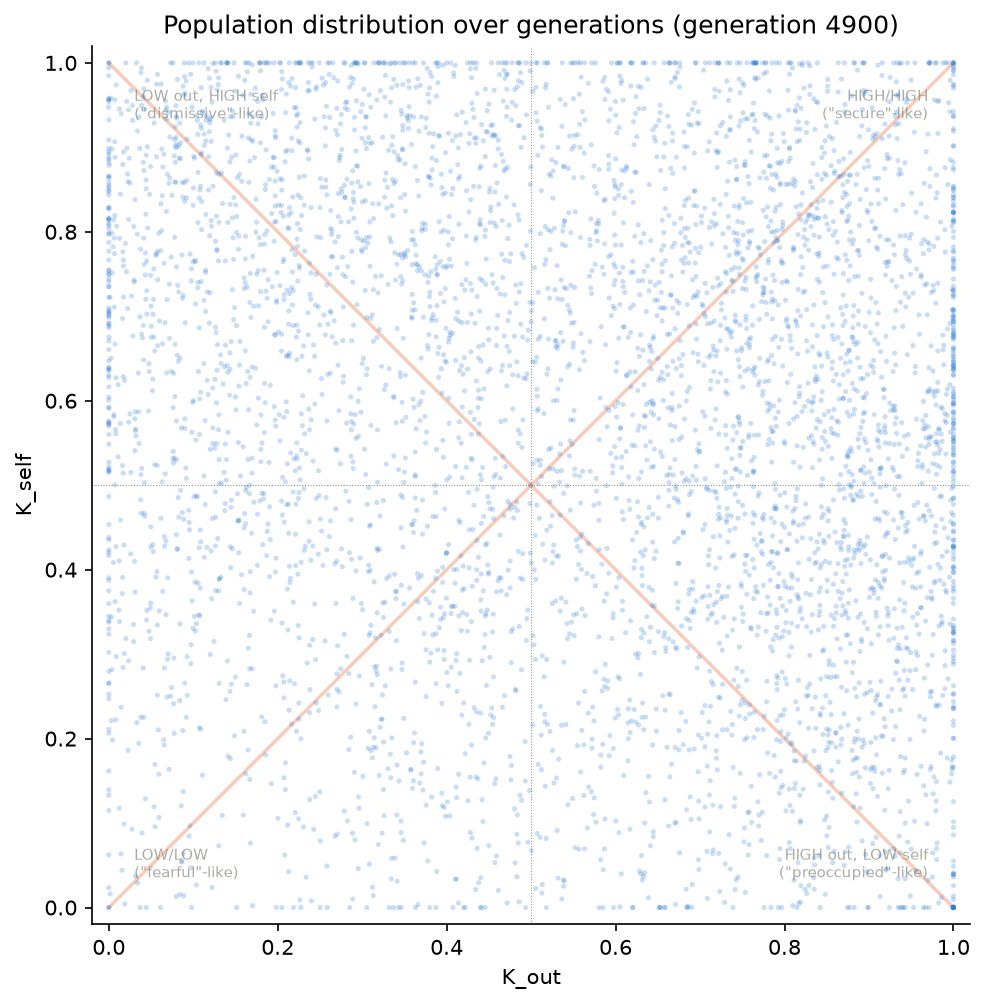 Population distribution over generations (generation 4900)
1.0
LOW out, HIGH self
("dismissive"-like)
HIGH/HIGH
("secure"-like)
0.8
0.6
K_self
0.4
0.2
LOW/LOW
("fearful"-like)
HIGH out, LOW self
("preoccupied"-like)
0.0
0.0 0.2 0.4 0.6 0.8 1.0
K_out